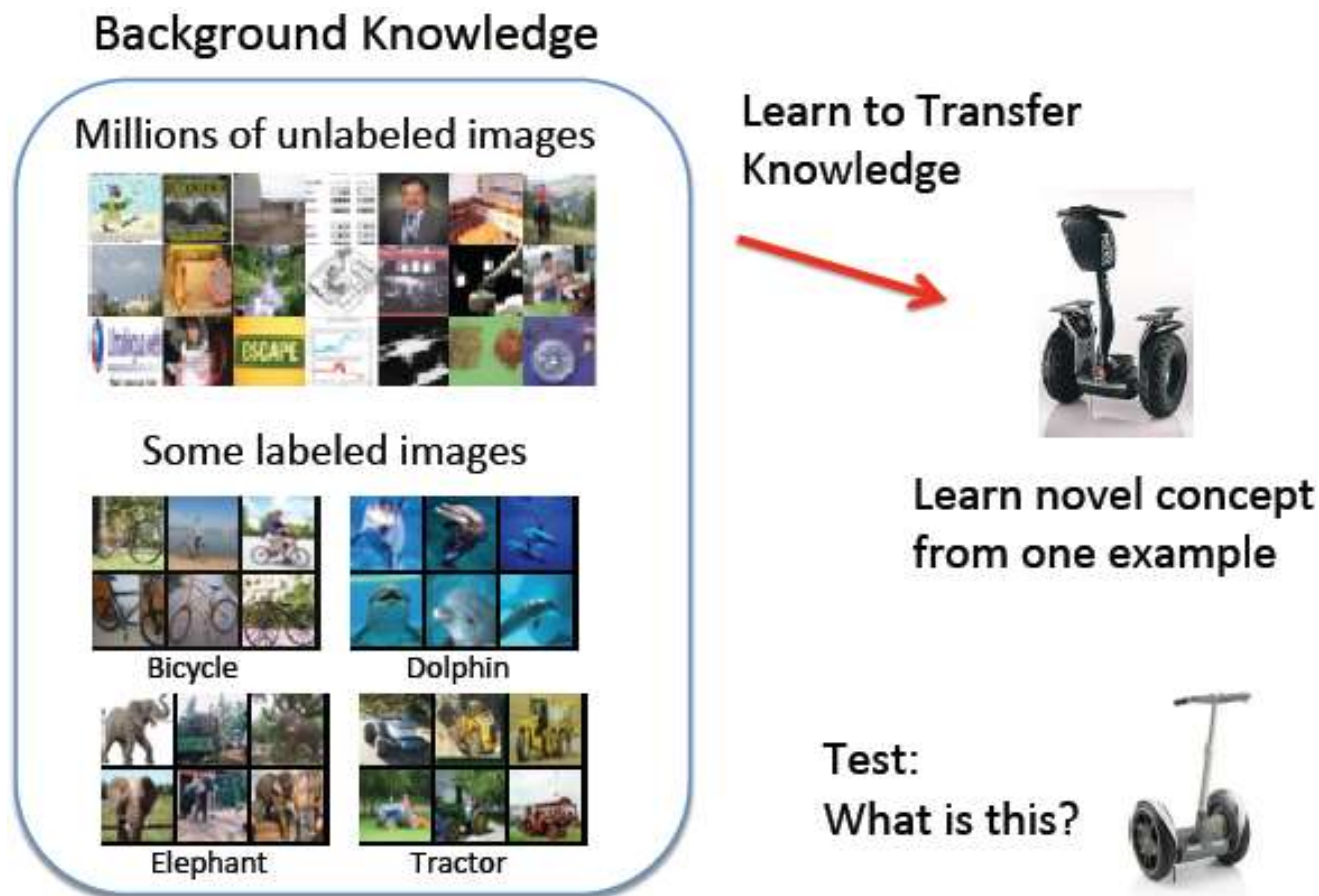 Background Knowledge
Millions of unlabeled images
ESCAPE
Some labeled images
Bicycle
Dolphin
Elephant
Tractor
Learn to Transfer
Knowledge
Learn novel concept
from one example
Test:
What is this?